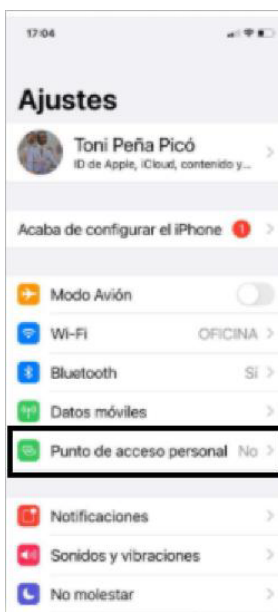 17:04
Ajustes
Toni Peña Picó
ID de Apple, iCloud, contenido y...
Acaba de configurar el iPhone 1
Modo Avión
Wi-Fi OFICINA
Bluetooth Sí
Datos móviles
Punto de acceso personal No
Notificaciones
Sonidos y vibraciones
No molestar